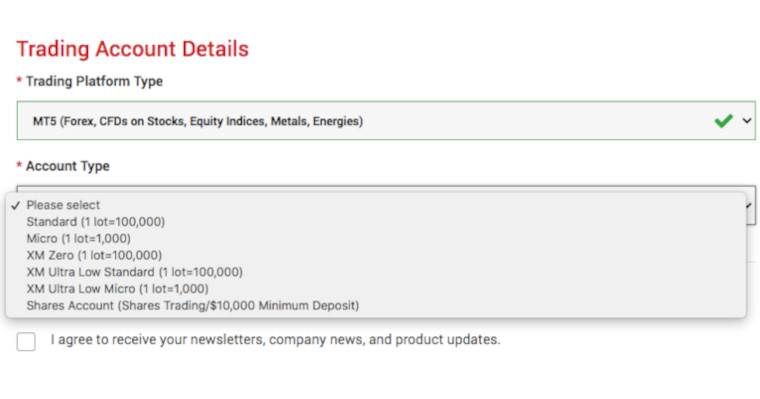 Trading Account Details
* Trading Platform Type
MT5 (Forex, CFDs on Stocks, Equity Indices, Metals, Energies)
* Account Type
✓ Please select
Standard (1 lot=100,000)
Micro (1 lot=1,000)
XM Zero (1 lot=100,000)
XM Ultra Low Standard (1 lot=100,000)
XM Ultra Low Micro (1 lot=1,000)
Shares Account (Shares Trading/$10,000 Minimum Deposit)
I agree to receive your newsletters, company news, and product updates.